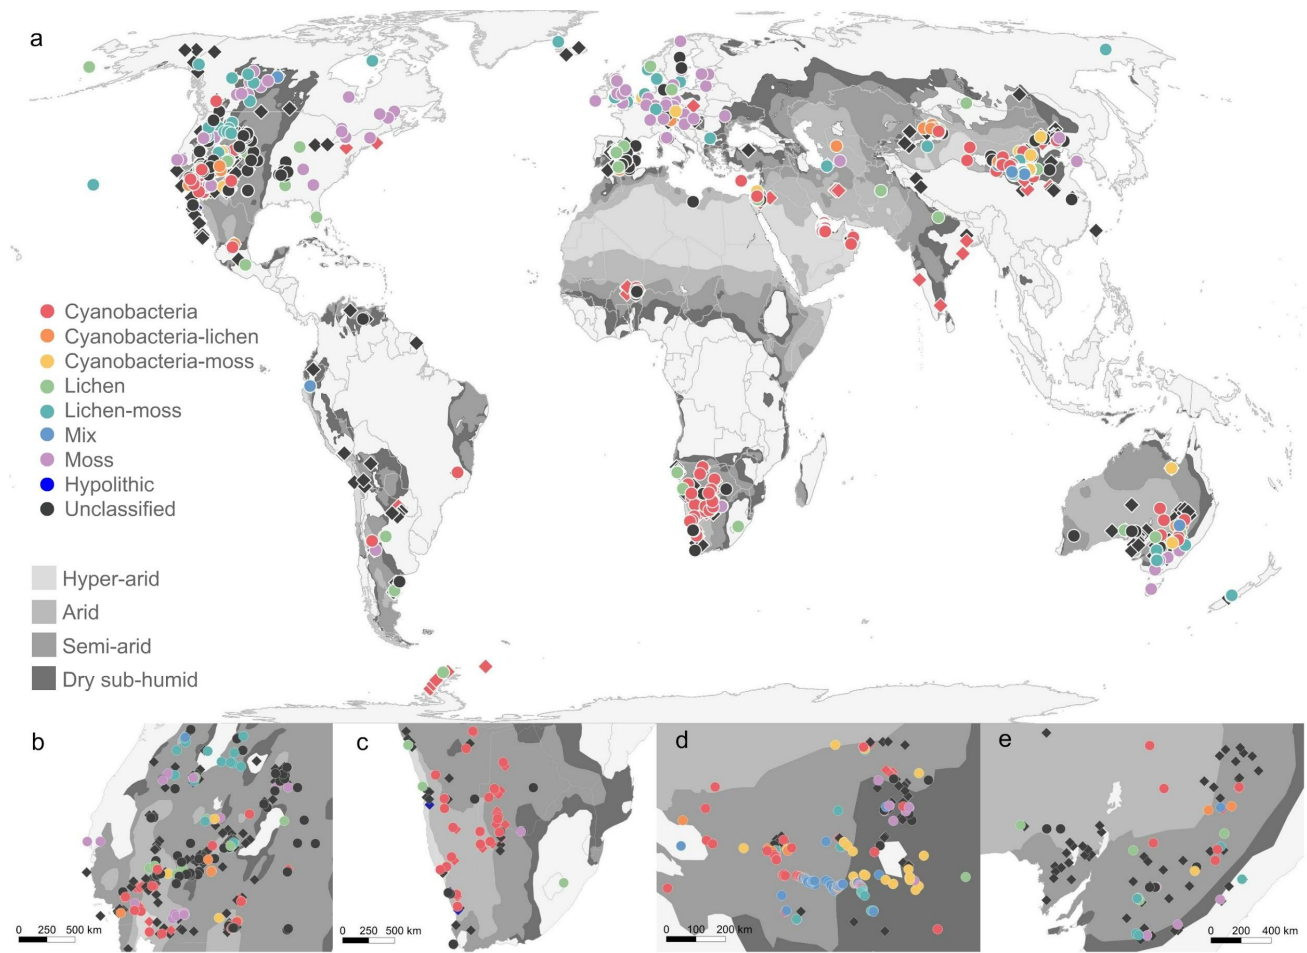 a
Cyanobacteria
Cyanobacteria-lichen
Cyanobacteria-moss
Lichen
Lichen-moss
Mix
Moss
Hypolithic
Unclassified
Hyper-arid
Arid
Semi-arid
Dry sub-humid
b
c
d
e
0 250 500 km
0 250 500 km
0 100 200 km
0 200 400 km